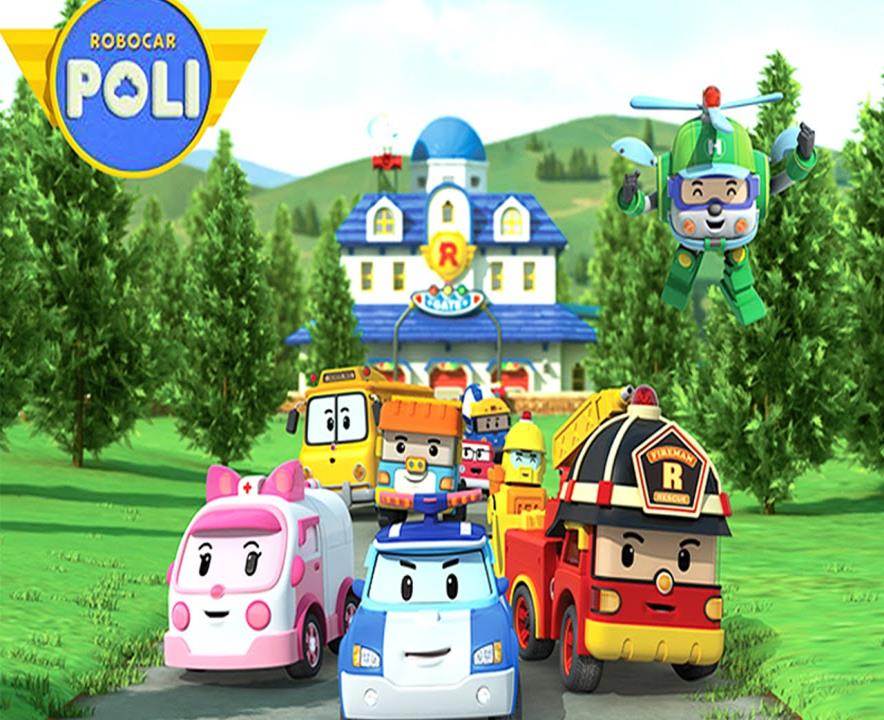 ROBOCAR
POLI
H
R
GATE
FIREMAN
R
RESCUE